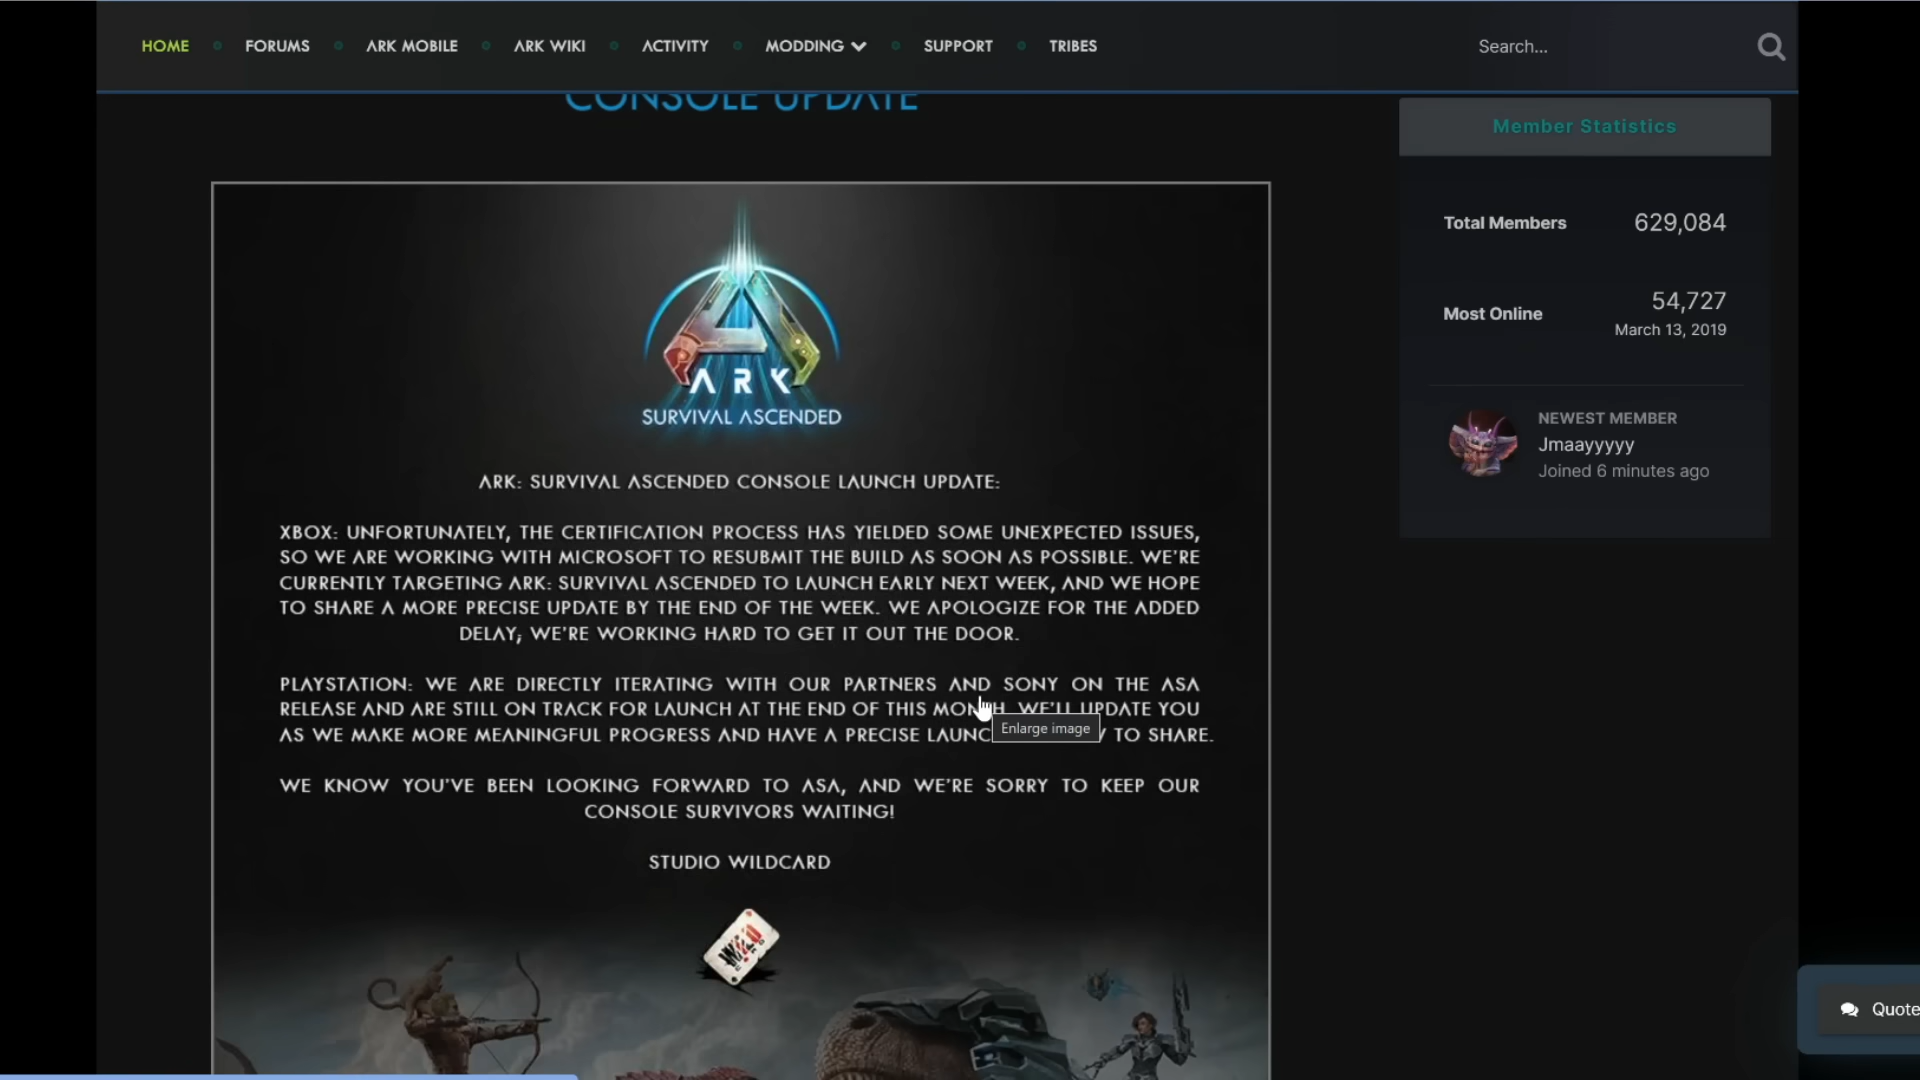 HOME
FORUMS
ARK MOBILE
ARK WIKI
ACTIVITY
MODDING
SUPPORT
TRIBES
Search...
CONSOLE UPDATE
ARK
SURVIVAL ASCENDED
ARK: SURVIVAL ASCENDED CONSOLE LAUNCH UPDATE:
XBOX: UNFORTUNATELY, THE CERTIFICATION PROCESS HAS YIELDED SOME UNEXPECTED ISSUES,
SO WE ARE WORKING WITH MICROSOFT TO RESUBMIT THE BUILD AS SOON AS POSSIBLE. WE'RE
CURRENTLY TARGETING ARK: SURVIVAL ASCENDED TO LAUNCH EARLY NEXT WEEK, AND WE HOPE
TO SHARE A MORE PRECISE UPDATE BY THE END OF THE WEEK. WE APOLOGIZE FOR THE ADDED
DELAY; WE'RE WORKING HARD TO GET IT OUT THE DOOR.
PLAYSTATION: WE ARE DIRECTLY ITERATING WITH OUR PARTNERS AND SONY ON THE ASA
RELEASE AND ARE STILL ON TRACK FOR LAUNCH AT THE END OF THIS MONTH. WE'LL UPDATE YOU
AS WE MAKE MORE MEANINGFUL PROGRESS AND HAVE A PRECISE TO SHARE.
Enlarge image
WE KNOW YOU'VE BEEN LOOKING FORWARD TO ASA, AND WE'RE SORRY TO KEEP OUR
CONSOLE SURVIVORS WAITING!
STUDIO WILDCARD
WILD
Member Statistics
Total Members 629,084
Most Online 54,727
March 13, 2019
NEWEST MEMBER
Jmaayyyyy
Joined 6 minutes ago
Quote